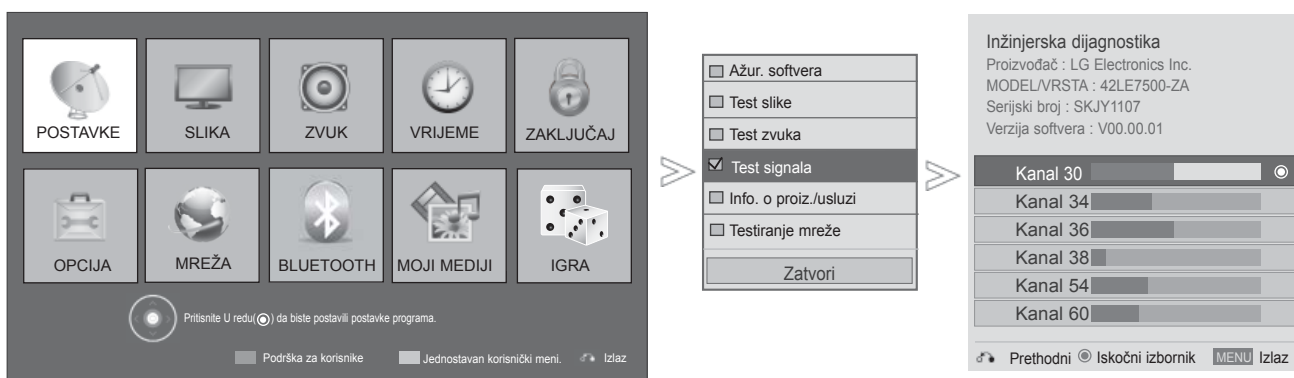 POSTAVKE
SLIKA
ZVUK
VRIJEME
ZAKLJUČAJ
OPCIJA
MREŽA
BLUETOOTH
MOJI MEDIJI
IGRA
Pritisnite U redu(◉) da biste postavili postavke programa.
Podrška za korisnike
Jednostavan korisnički meni.
Izlaz
Ažur. softvera
Test slike
Test zvuka
Test signala
Info. o proiz./usluzi
Testiranje mreže
Zatvori
Inžinjerska dijagnostika
Proizvođač : LG Electronics Inc.
MODEL/VRSTA : 42LE7500-ZA
Serijski broj : SKJY1107
Verzija softvera : V00.00.01
Kanal 30
Kanal 34
Kanal 36
Kanal 38
Kanal 54
Kanal 60
Prethodni ◉ Iskočni izbornik MENU Izlaz